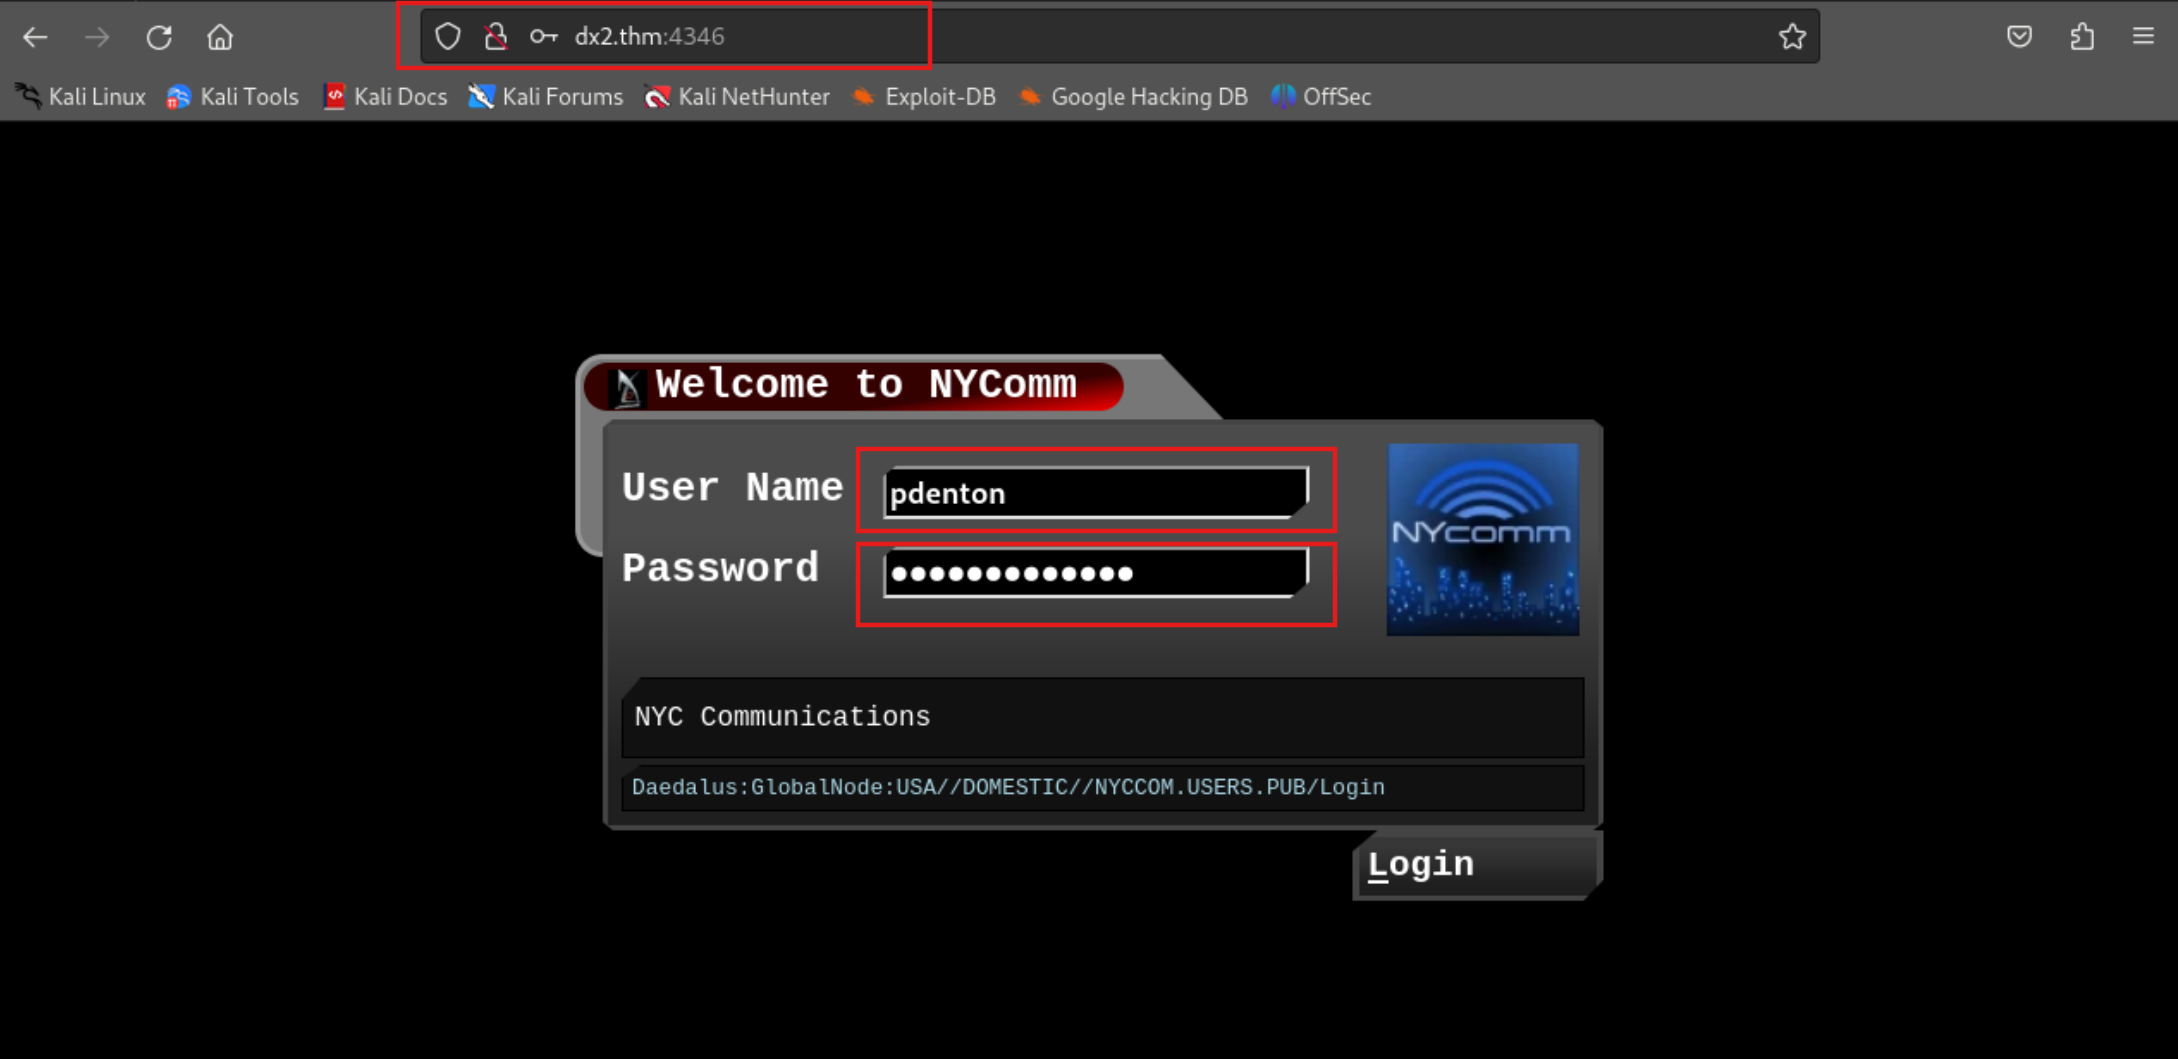 dx2.thm:4346
Kali Linux Kali Tools Kali Docs Kali Forums Kali NetHunter Exploit-DB Google Hacking DB OffSec
Welcome to NYComm
User Name pdenton
NYcomm
Password ●●●●●●●●●●●●●
NYC Communications
Daedalus:GlobalNode:USA//DOMESTIC//NYCCOM.USERS.PUB/Login
Login